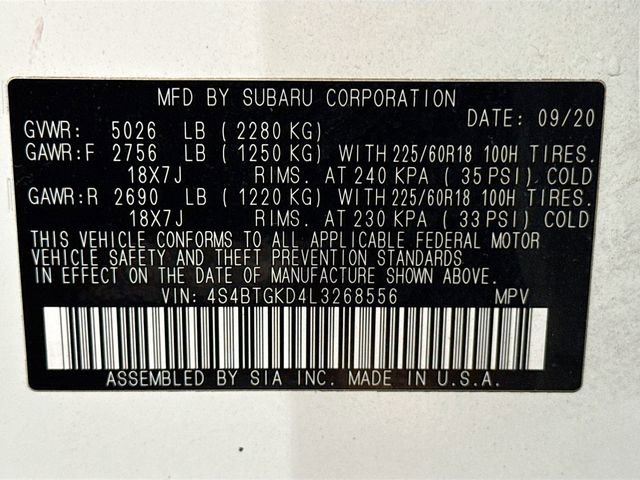 MFD BY SUBARU CORPORATION
DATE: 09/20
GVWR: 5026 LB (2280 KG)
GAWR:F 2756 LB (1250 KG) WITH 225/60R18 100H TIRES.
18X7J RIMS. AT 240 KPA (35 PSI) COLD
GAWR:R 2690 LB (1220 KG) WITH 225/60R18 100H TIRES.
18X7J RIMS. AT 230 KPA (33 PSI) COLD
THIS VEHICLE CONFORMS TO ALL APPLICABLE FEDERAL MOTOR
VEHICLE SAFETY AND THEFT PREVENTION STANDARDS
IN EFFECT ON THE DATE OF MANUFACTURE SHOWN ABOVE.
VIN: 4S4BTGKD4L3268556 MPV
ASSEMBLED BY SIA INC. MADE IN U.S.A.